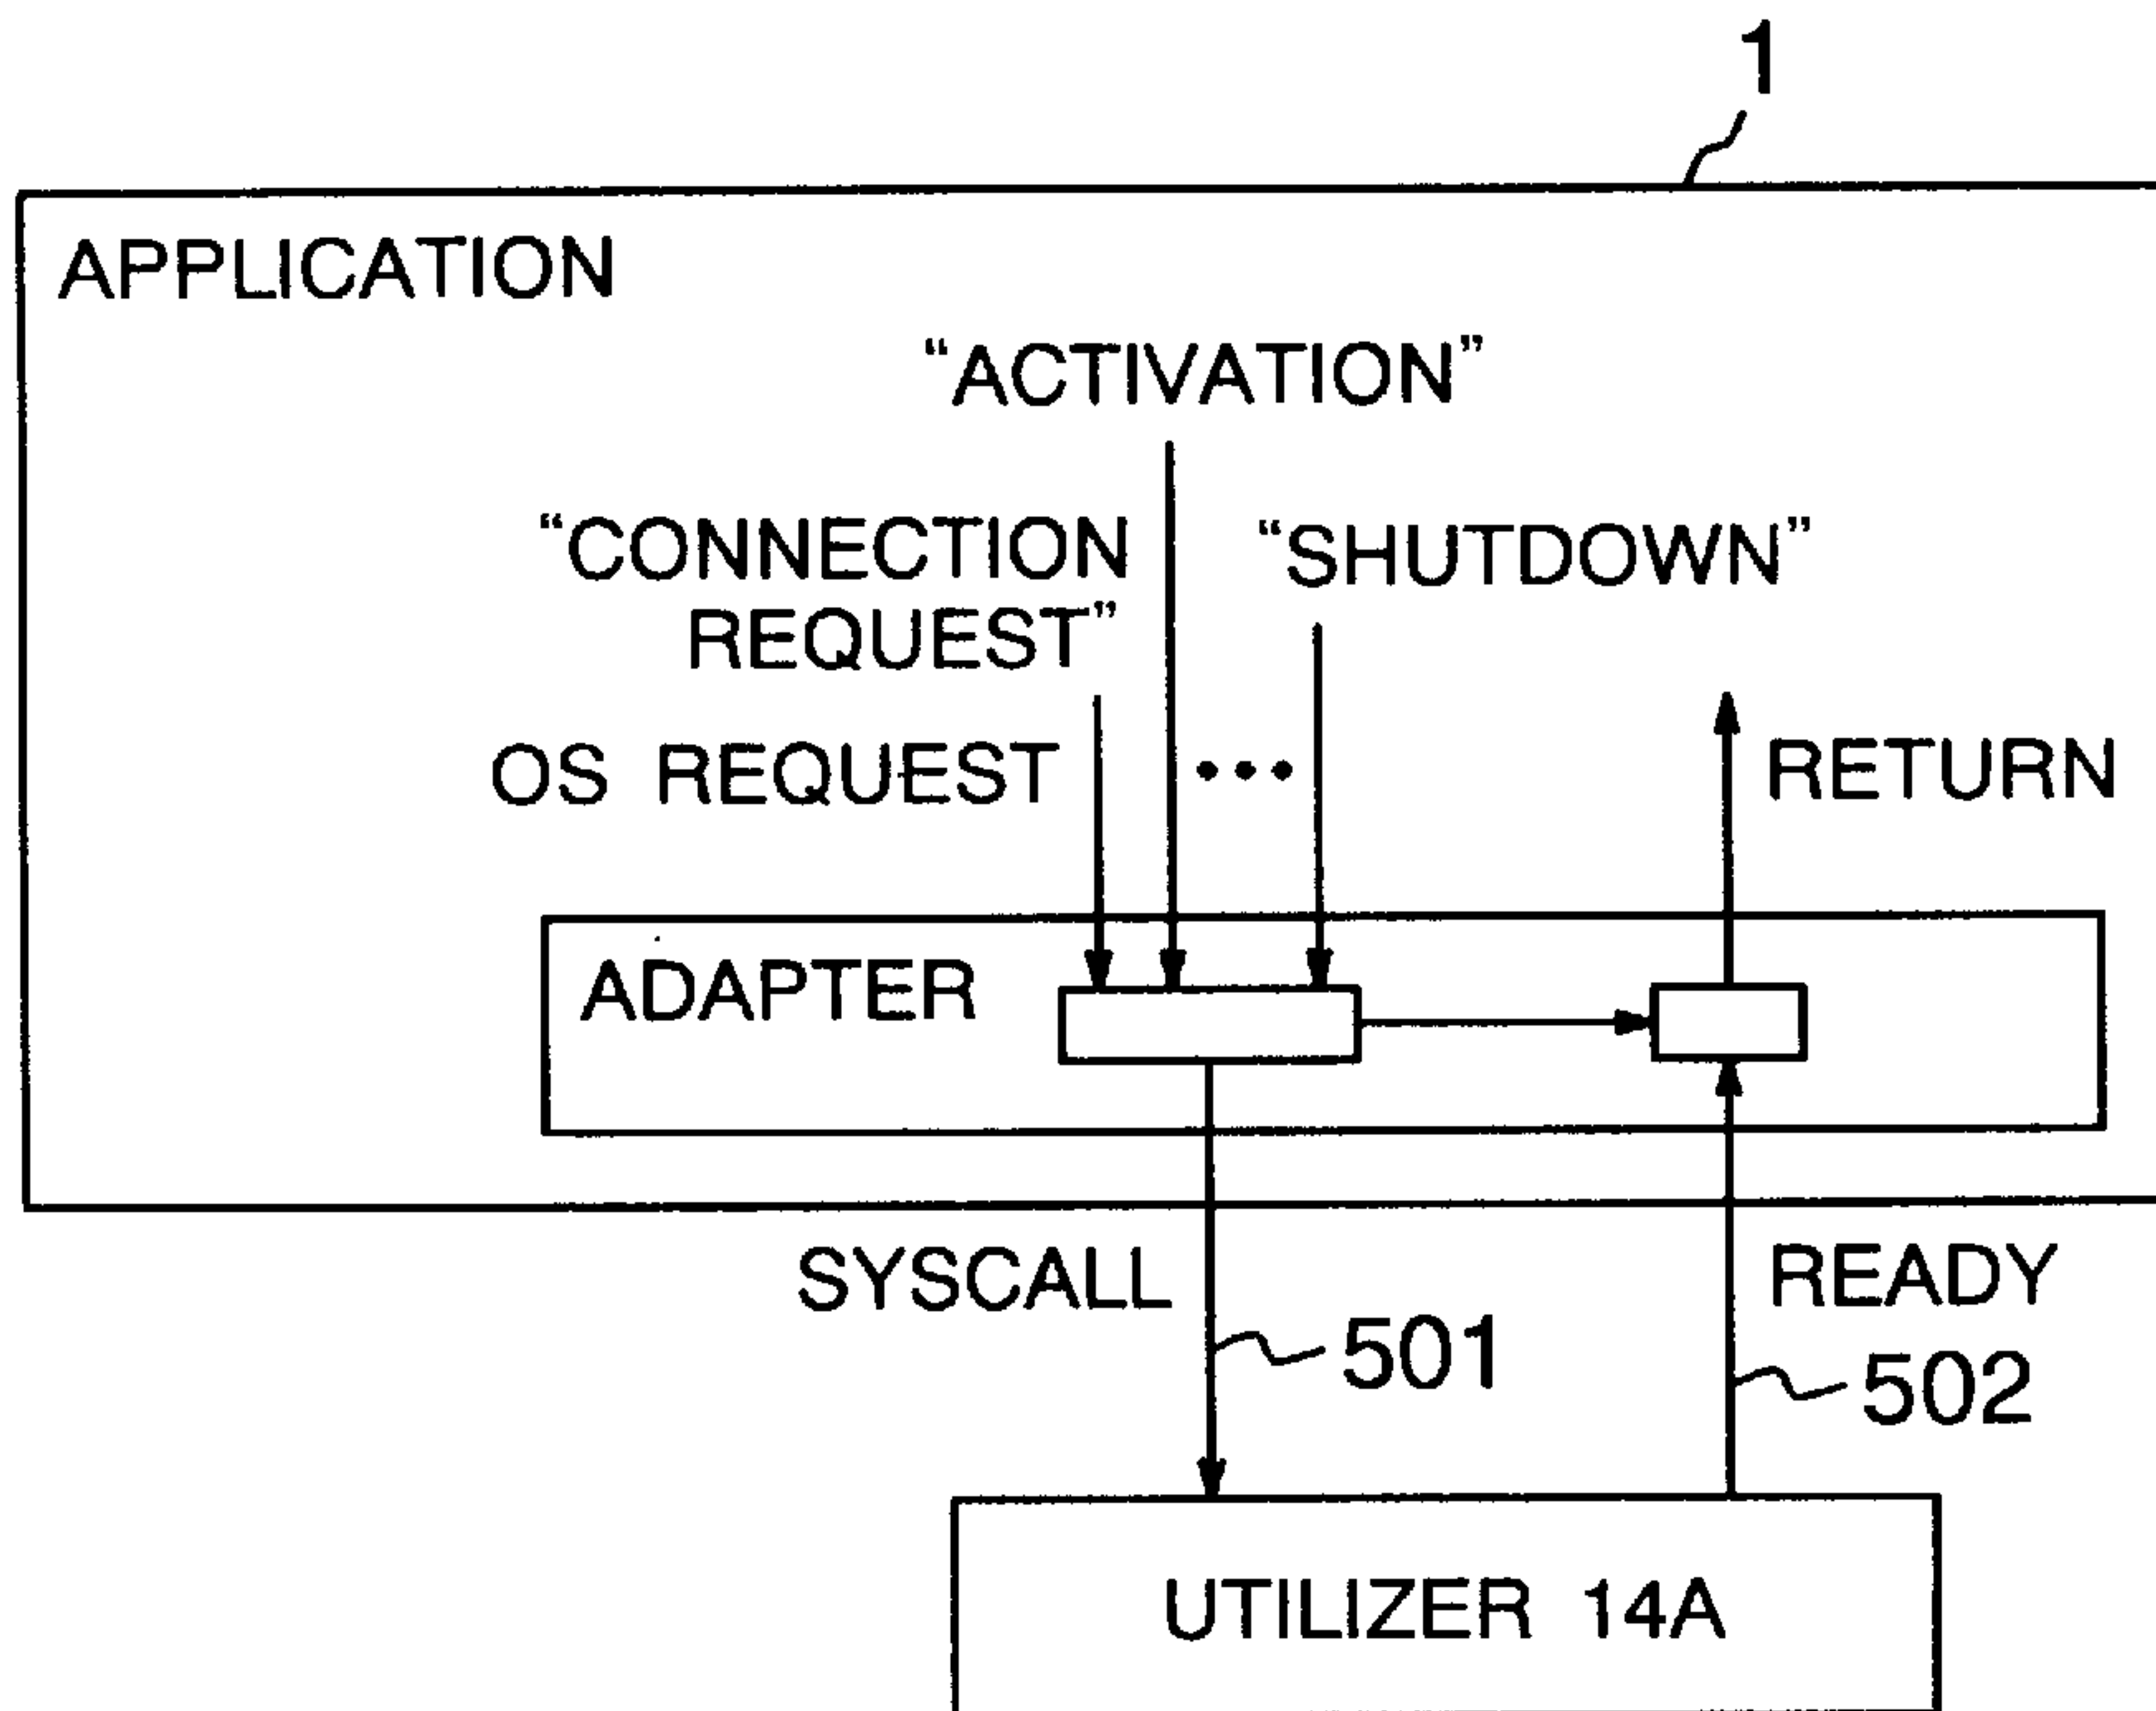 1
APPLICATION
“ACTIVATION”
“CONNECTION
REQUEST”
“SHUTDOWN”
OS REQUEST
•••
RETURN
ADAPTER
SYSCALL
READY
501
502
UTILIZER 14A